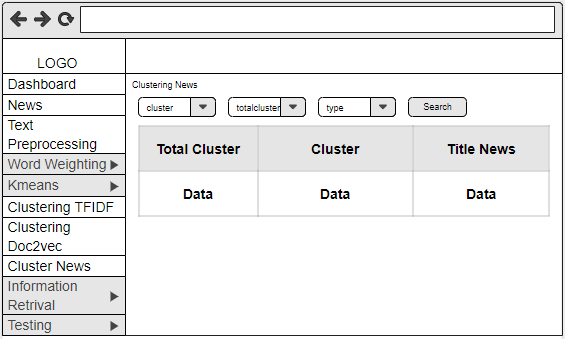 LOGO
Dashboard
News
Text
Preprocessing
Word Weighting
Kmeans
Clustering TFIDF
Clustering
Doc2vec
Cluster News
Information
Retrival
Testing
Clustering News
cluster totalcluster type Search
Total Cluster Cluster Title News
Data Data Data